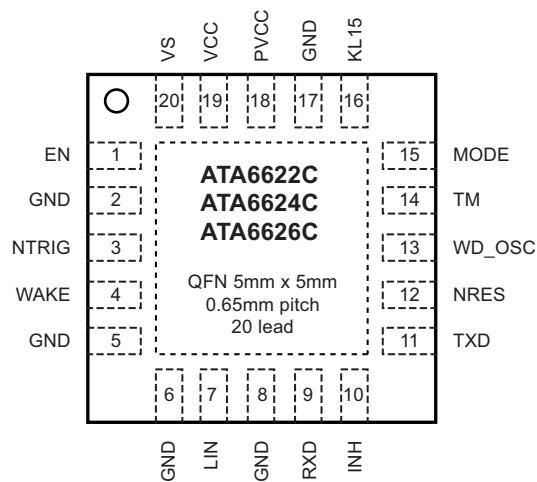 VS
VCC
PVCC
GND
KL15
20
19
18
17
16
EN 1
GND 2
NTRIG 3
WAKE 4
GND 5
ATA6622C
ATA6624C
ATA6626C
QFN 5mm x 5mm
0.65mm pitch
20 lead
15 MODE
14 TM
13 WD_OSC
12 NRES
11 TXD
6
7
8
9
10
GND
LIN
GND
RXD
INH